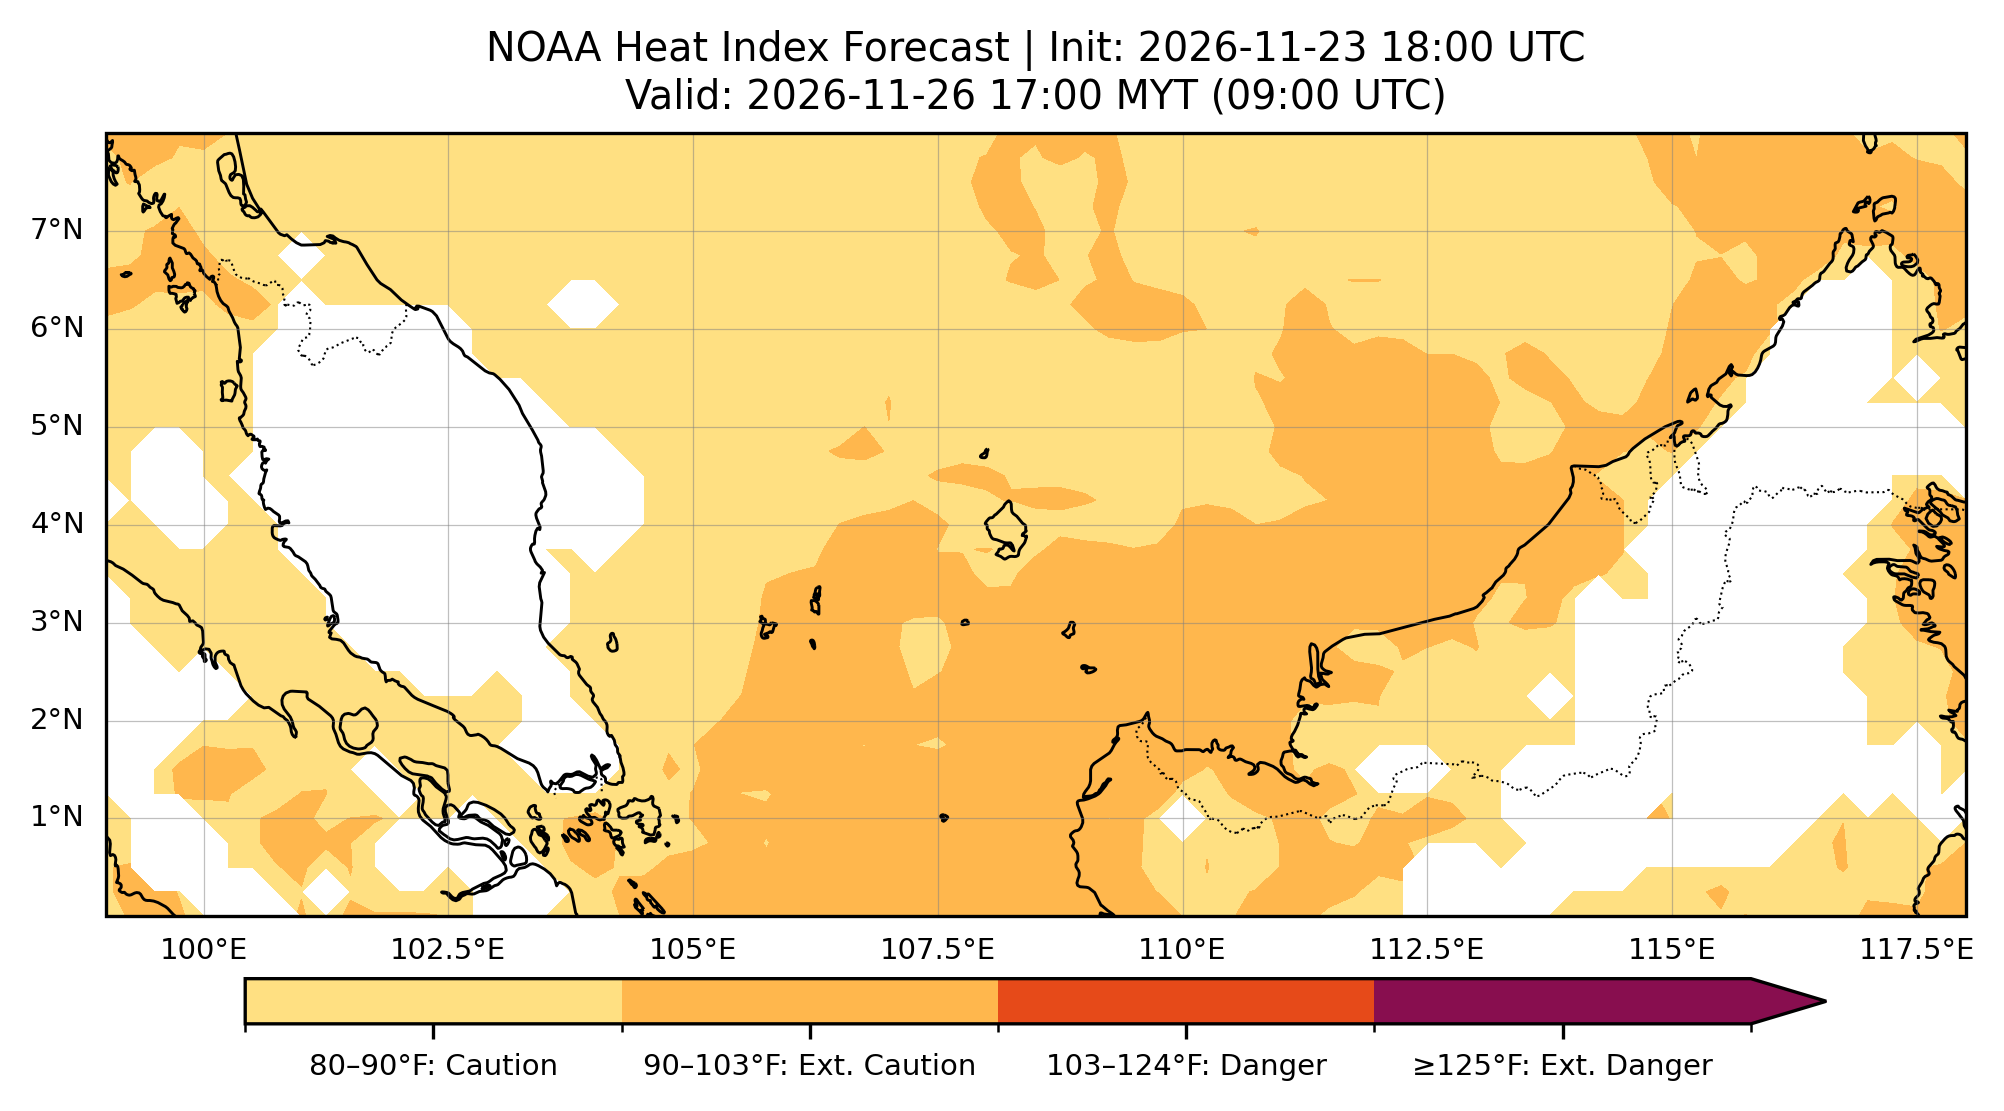 NOAA Heat Index Forecast | Init: 2026-11-23 18:00 UTC
Valid: 2026-11-26 17:00 MYT (09:00 UTC)
7°N
6°N
5°N
4°N
3°N
2°N
1°N
100°E 102.5°E 105°E 107.5°E 110°E 112.5°E 115°E 117.5°E
80–90°F: Caution 90–103°F: Ext. Caution 103–124°F: Danger ≥125°F: Ext. Danger